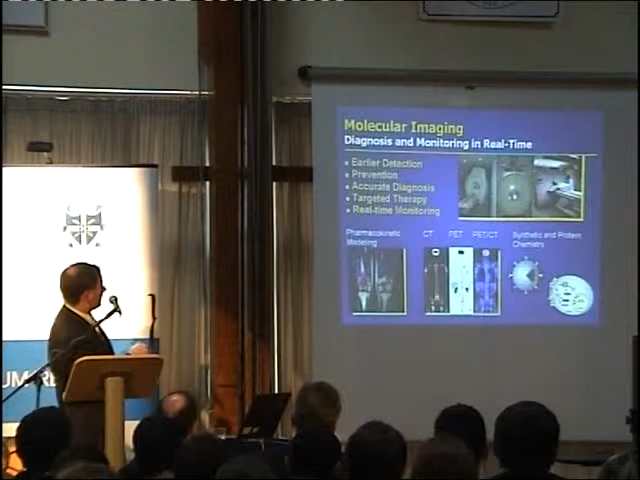 Molecular Imaging
Diagnosis and Monitoring in Real-Time
Earlier Detection
Prevention
Accurate Diagnosis
Targeted Therapy
Real-time Monitoring
Pharmacokinetic
Modeling
CT PET PET/CT
Synthetic and Protein
Chemistry